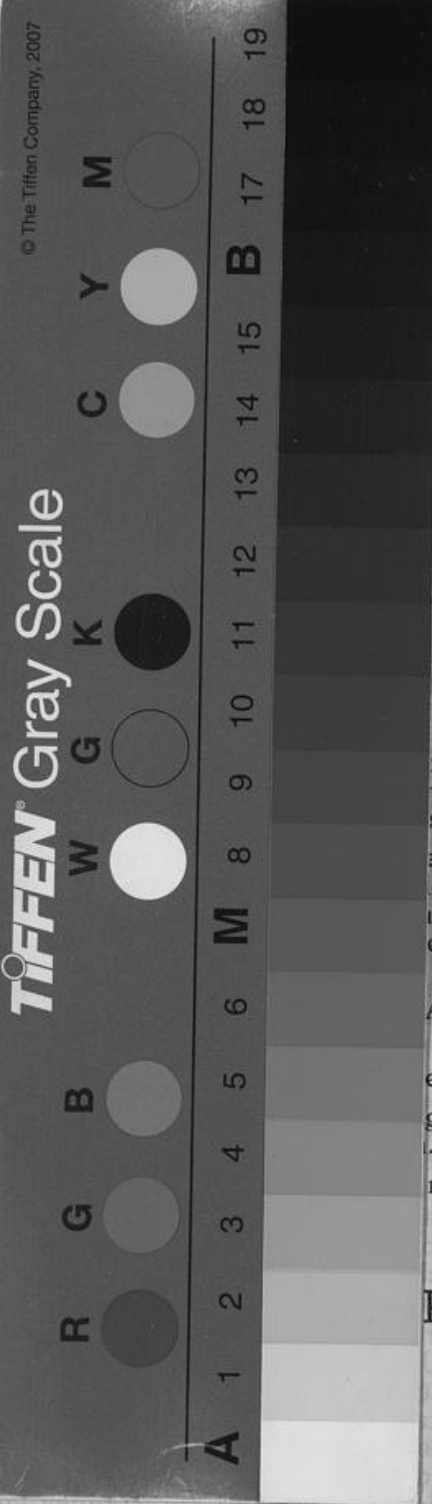 © The Tiffen Company, 2007
TIFFEN® Gray Scale
R G B W G K C Y M
A 1 2 3 4 5 6 M 8 9 10 11 12 13 14 15 B 17 18 19